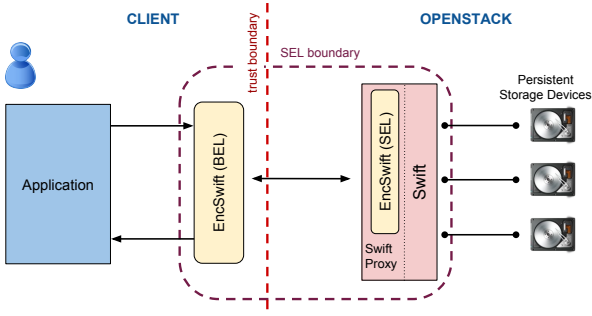 CLIENT
OPENSTACK
trust boundary
SEL boundary
Application
EncSwift (BEL)
EncSwift (SEL)
Swift
Swift
Proxy
Persistent
Storage Devices